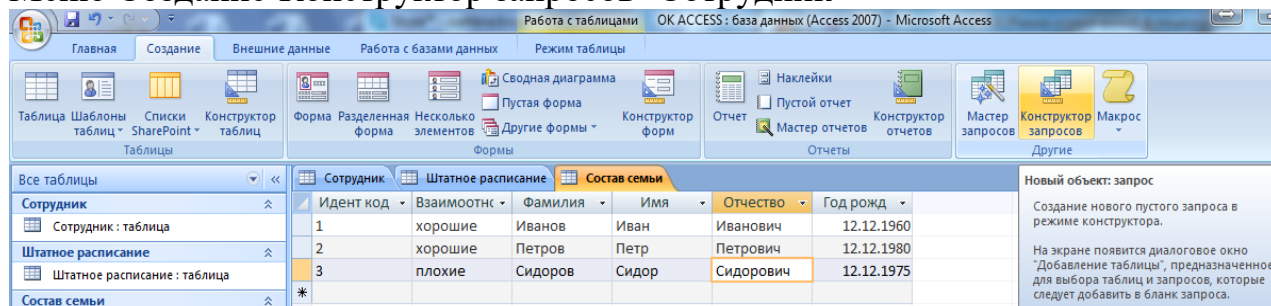 Меню Создание Конструктор запросов Сотрудник
Работа с таблицами OK ACCESS : база данных (Access 2007) - Microsoft Access
Главная Создание Внешние данные Работа с базами данных Режим таблицы
Таблица Шаблоны таблиц Списки SharePoint Конструктор таблиц
Таблицы
Форма Разделенная форма Несколько элементов
Сводная диаграмма
Пустая форма
Другие формы
Конструктор форм
Формы
Отчет
Наклейки
Пустой отчет
Мастер отчетов
Конструктор отчетов
Отчеты
Мастер запросов Конструктор запросов Макрос
Другие
Все таблицы
Сотрудник
Сотрудник : таблица
Штатное расписание
Штатное расписание : таблица
Состав семьи
Сотрудник Штатное расписание Состав семьи
Идент код Взаимоотнс Фамилия Имя Отчество Год рожд
1 хорошие Иванов Иван Иванович 12.12.1960
2 хорошие Петров Петр Петрович 12.12.1980
3 плохие Сидоров Сидор Сидорович 12.12.1975
*
Новый объект: запрос
Создание нового пустого запроса в
режиме конструктора.
На экране появится диалоговое окно
"Добавление таблицы", предназначенное
для выбора таблиц и запросов, которые
следует добавить в бланк запроса.